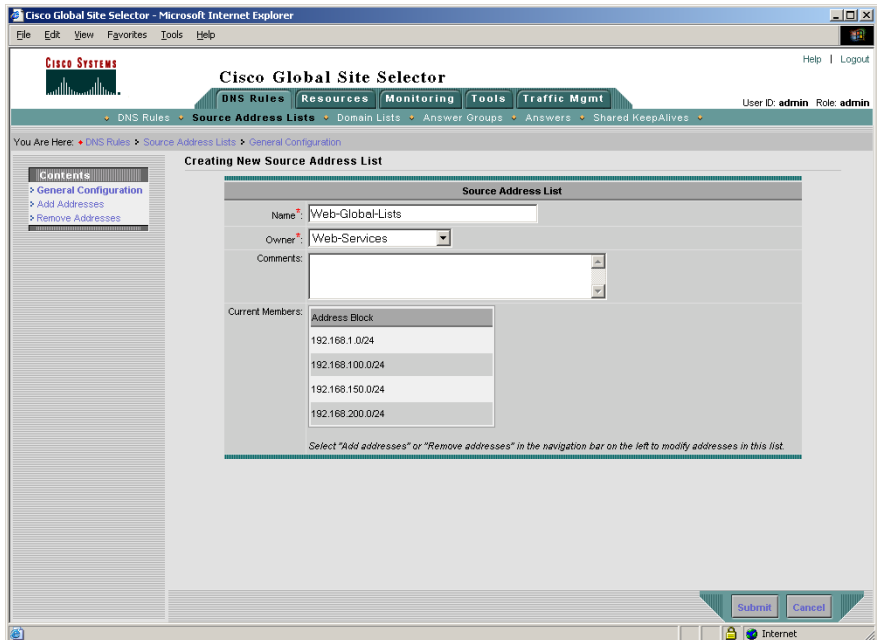 Cisco Global Site Selector - Microsoft Internet Explorer
File Edit View Favorites Tools Help
CISCO SYSTEMS
Help | Logout
Cisco Global Site Selector
DNS Rules Resources Monitoring Tools Traffic Mgmt
User ID: admin Role: admin
DNS Rules Source Address Lists Domain Lists Answer Groups Answers Shared KeepAlives
You Are Here: DNS Rules > Source Address Lists > General Configuration
Creating New Source Address List
Contents
> General Configuration
> Add Addresses
> Remove Addresses
Source Address List
Name*: Web-Global-Lists
Owner*: Web-Services
Comments:
Current Members:
Address Block
192.168.1.0/24
192.168.100.0/24
192.168.150.0/24
192.168.200.0/24
Select "Add addresses" or "Remove addresses" in the navigation bar on the left to modify addresses in this list.
Submit Cancel
Internet